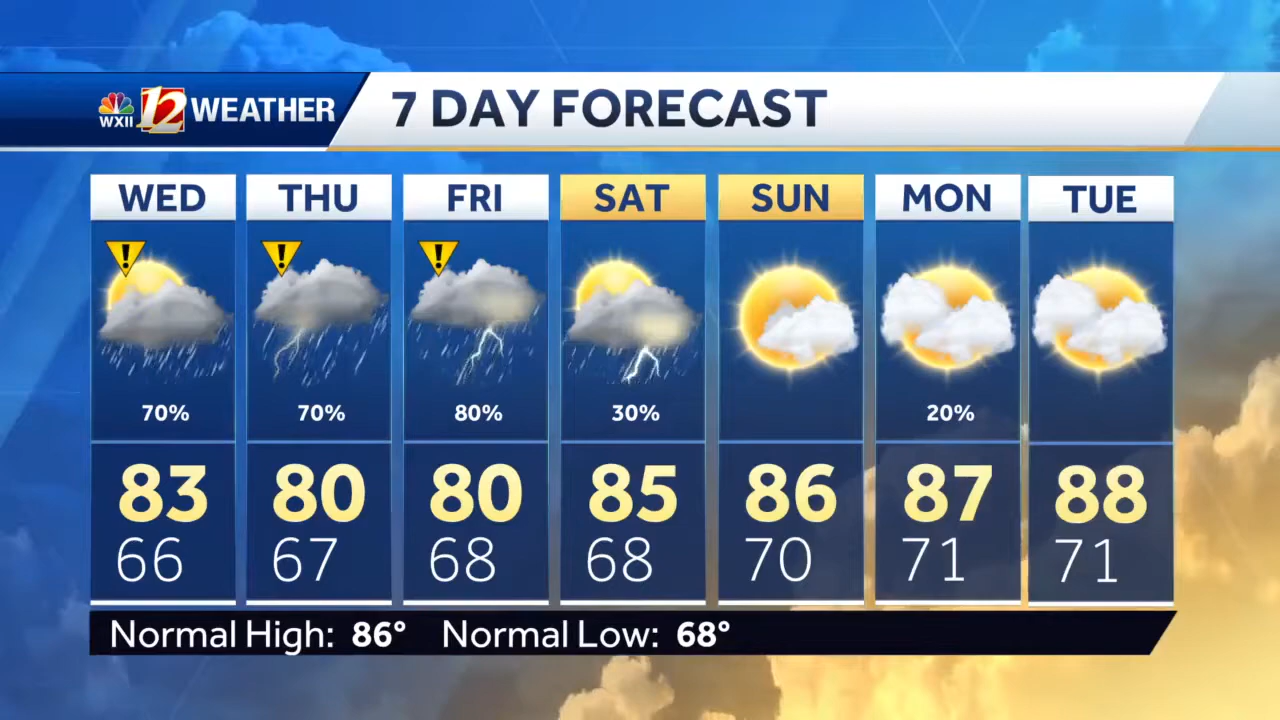 WXII 12 WEATHER 7 DAY FORECAST
WED THU FRI SAT SUN MON TUE
! ! !
70% 70% 80% 30% 20%
83 80 80 85 86 87 88
66 67 68 68 70 71 71
Normal High: 86° Normal Low: 68°